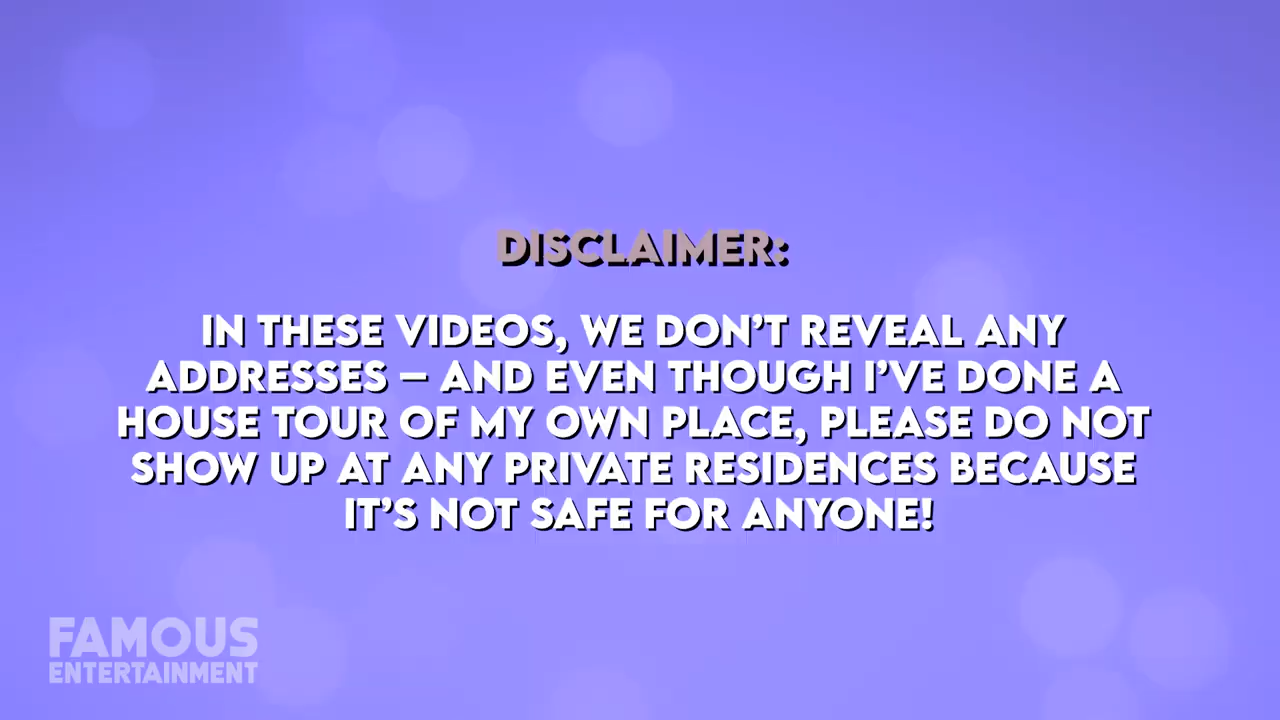 DISCLAIMER:
IN THESE VIDEOS, WE DON'T REVEAL ANY
ADDRESSES – AND EVEN THOUGH I'VE DONE A
HOUSE TOUR OF MY OWN PLACE, PLEASE DO NOT
SHOW UP AT ANY PRIVATE RESIDENCES BECAUSE
IT'S NOT SAFE FOR ANYONE!
FAMOUS
ENTERTAINMENT